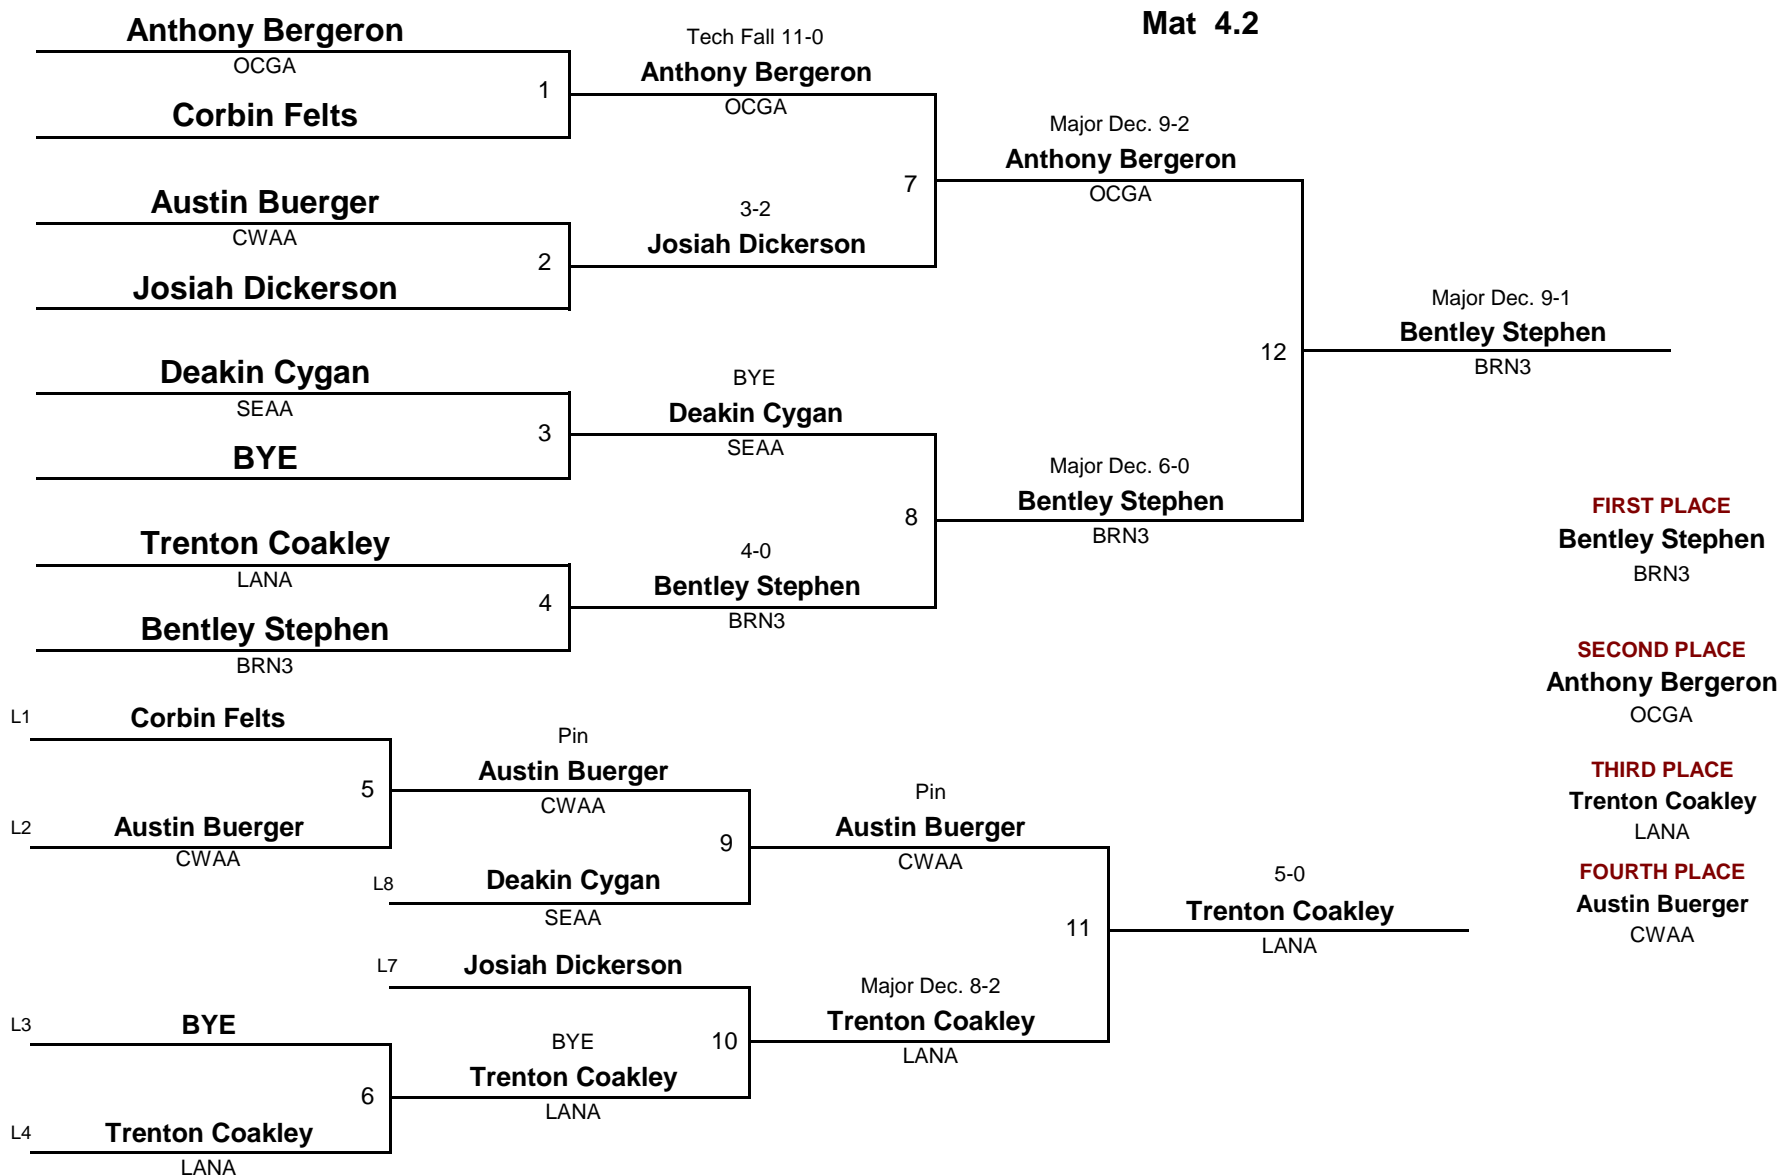 Mat 4.2
Anthony Bergeron
OCGA
1
Corbin Felts
Austin Buerger
CWAA
2
Josiah Dickerson
Deakin Cygan
SEAA
3
BYE
Trenton Coakley
LANA
4
Bentley Stephen
BRN3
Tech Fall 11-0
Anthony Bergeron
OCGA
7
3-2
Josiah Dickerson
BYE
Deakin Cygan
SEAA
8
4-0
Bentley Stephen
BRN3
Major Dec. 9-2
Anthony Bergeron
OCGA
12
Major Dec. 6-0
Bentley Stephen
BRN3
Major Dec. 9-1
Bentley Stephen
BRN3
FIRST PLACE
Bentley Stephen
BRN3
SECOND PLACE
Anthony Bergeron
OCGA
THIRD PLACE
Trenton Coakley
LANA
FOURTH PLACE
Austin Buerger
CWAA
L1
Corbin Felts
5
L2
Austin Buerger
CWAA
L3
BYE
6
L4
Trenton Coakley
LANA
Pin
Austin Buerger
CWAA
9
L8
Deakin Cygan
SEAA
L7
Josiah Dickerson
10
BYE
Trenton Coakley
LANA
Pin
Austin Buerger
CWAA
11
Major Dec. 8-2
Trenton Coakley
LANA
5-0
Trenton Coakley
LANA